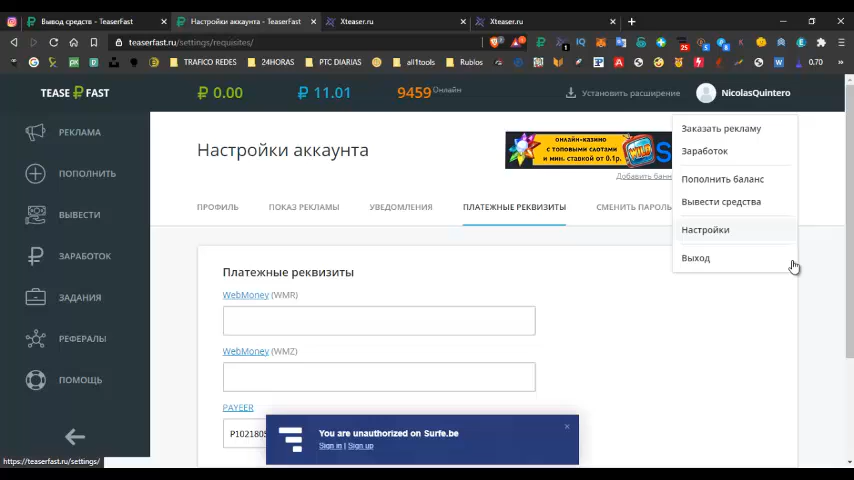 Вывод средств - TeaserFast
Настройки аккаунта - TeaserFast
Xteaser.ru
Xteaser.ru
teaserfast.ru/settings/requisites/
TRAFICO REDES
24HORAS
PTC DIARIAS
all1tools
Rublos
0.70
TEASE FAST
₽ 0.00
₽ 11.01
9459 Онлайн
Установить расширение
NicolasQuintero
РЕКЛАМА
ПОПОЛНИТЬ
ВЫВЕСТИ
ЗАРАБОТОК
ЗАДАНИЯ
РЕФЕРАЛЫ
ПОМОЩЬ
Настройки аккаунта
ОНЛАЙН-КАЗИНО
С ТОПОВЫМИ СЛОТАМИ
И МИН. СТАВКОЙ ОТ 0.1р.
WILD
Добавить банн
Заказать рекламу
Заработок
Пополнить баланс
Вывести средства
Настройки
Выход
ПРОФИЛЬ
ПОКАЗ РЕКЛАМЫ
УВЕДОМЛЕНИЯ
ПЛАТЕЖНЫЕ РЕКВИЗИТЫ
СМЕНИТЬ ПАРОЛЬ
Платежные реквизиты
WebMoney (WMR)
WebMoney (WMZ)
PAYEER
P1021805
You are unauthorized on Surfe.be
Sign in | Sign up
https://teaserfast.ru/settings/